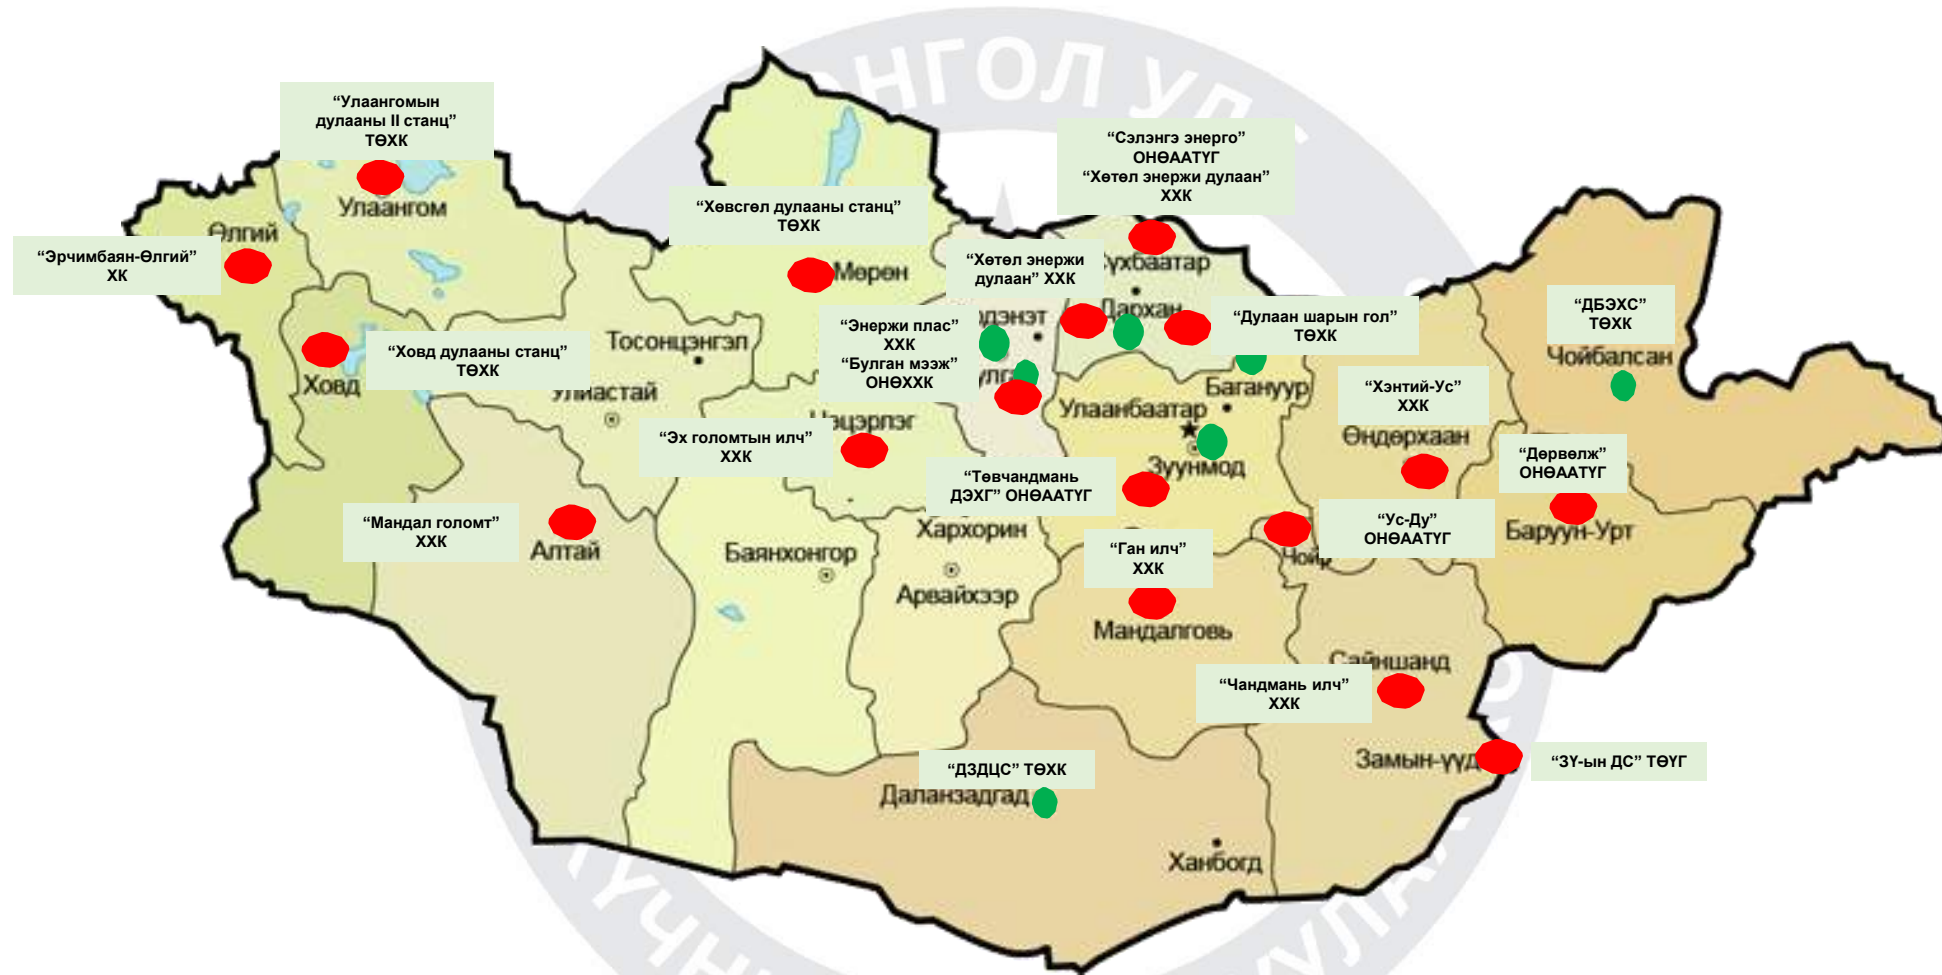 “Улаангомын
дулааны II станц”
ТӨХК
Улаангом
Өлгий
“Эрчимбаян-Өлгий”
ХК
“Ховд дулааны станц”
ТӨХК
Ховд
“Хөвсгөл дулааны станц”
ТӨХК
Мөрөн
Тосонцэнгэл
Улиастай
“Сэлэнгэ энерго”
ОНӨААТҮГ
“Хөтөл энержи дулаан”
ХХК
“Хөтөл энержи
дулаан” ХХК
Сүхбаатар
Дархан
“Дулаан шарын гол”
ТӨХК
“Энержи плас”
ХХК
“Булган мээж”
ОНӨХХК
“ДБЭХС”
ТӨХК
Чойбалсан
Багануур
Улаанбаатар
Зуунмод
“Хэнтий-Ус”
ХХК
Өндөрхаан
“Дөрвөлж”
ОНӨААТҮГ
Баруун-Урт
“Эх голомтын илч”
ХХК
“Төвчандмань
ДЭХГ” ОНӨААТҮГ
“Ус-Ду”
ОНӨААТҮГ
Чойр
“Мандал голомт”
ХХК
Алтай
Баянхонгор
Хархорин
Арвайхээр
“Ган илч”
ХХК
Мандалговь
Сайншанд
“Чандмань илч”
ХХК
Замын-үүд
“ЗҮ-ын ДС” ТӨҮГ
“ДЗДЦС” ТӨХК
Даланзадгад
Ханбогд